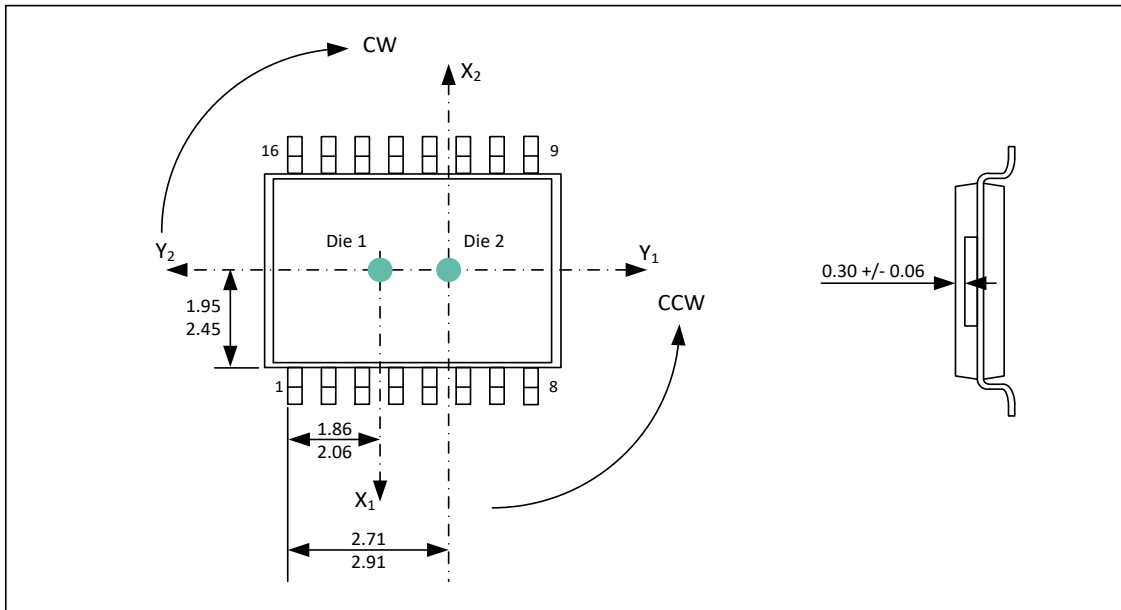 CW
X₂
16
9
Die 1
Die 2
Y₂
Y₁
0.30 +/- 0.06
1.95
2.45
CCW
1
8
1.86
2.06
X₁
2.71
2.91